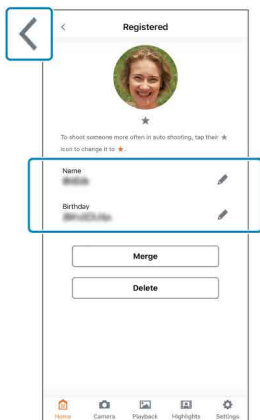 Registered
To shoot someone more often in auto shooting, tap their ★
icon to change it to ★.
Name
Birthday
Merge
Delete
Home Camera Playback Highlights Settings